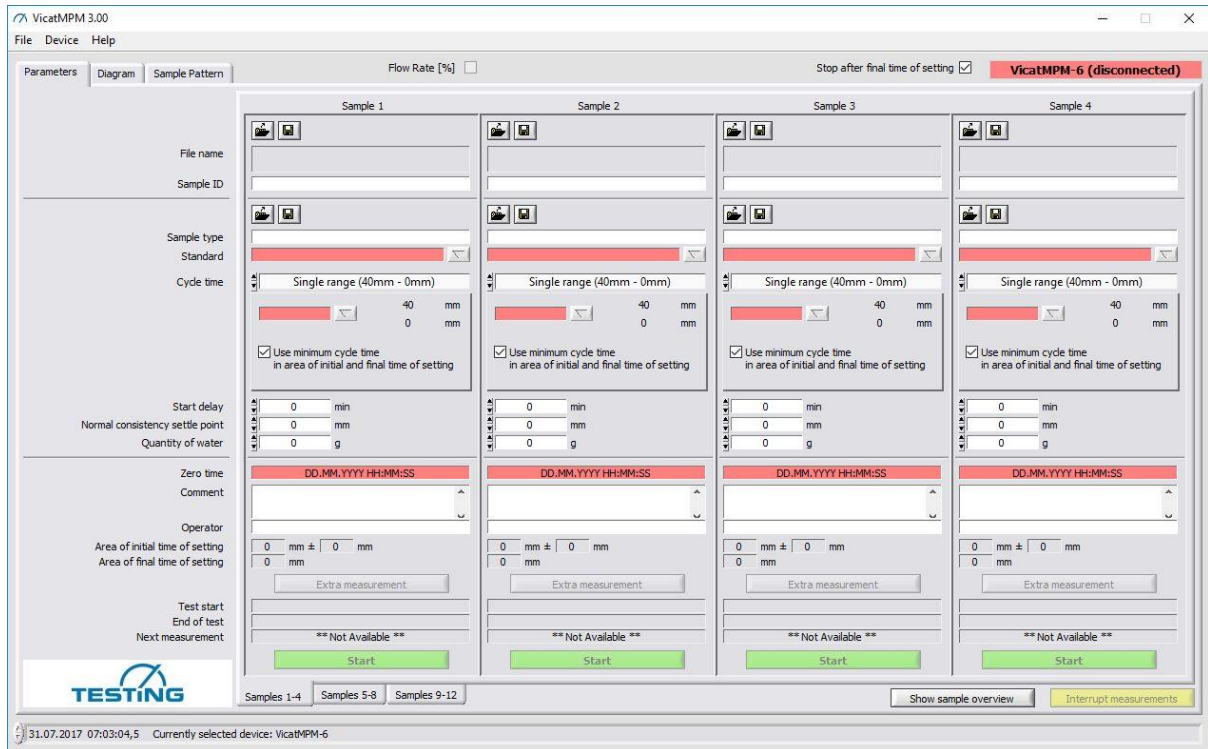 VicatMPM 3.00
File Device Help
Parameters Diagram Sample Pattern Flow Rate [%] Stop after final time of setting VicatMPM-6 (disconnected)
Sample 1 Sample 2 Sample 3 Sample 4
File name
Sample ID
Sample type
Standard
Cycle time Single range (40mm - 0mm) Single range (40mm - 0mm) Single range (40mm - 0mm) Single range (40mm - 0mm)
40 mm 40 mm 40 mm 40 mm
0 mm 0 mm 0 mm 0 mm
Use minimum cycle time Use minimum cycle time Use minimum cycle time Use minimum cycle time
in area of initial and final time of setting in area of initial and final time of setting in area of initial and final time of setting in area of initial and final time of setting
Start delay 0 min 0 min 0 min 0 min
Normal consistency settle point 0 mm 0 mm 0 mm 0 mm
Quantity of water 0 g 0 g 0 g 0 g
Zero time DD.MM.YYYY HH:MM:SS DD.MM.YYYY HH:MM:SS DD.MM.YYYY HH:MM:SS DD.MM.YYYY HH:MM:SS
Comment
Operator
Area of initial time of setting 0 mm ± 0 mm 0 mm ± 0 mm 0 mm ± 0 mm 0 mm ± 0 mm
Area of final time of setting 0 mm 0 mm 0 mm 0 mm
Extra measurement Extra measurement Extra measurement Extra measurement
Test start
End of test
Next measurement ** Not Available ** ** Not Available ** ** Not Available ** ** Not Available **
Start Start Start Start
TESTING
Samples 1-4 Samples 5-8 Samples 9-12 Show sample overview Interrupt measurements
31.07.2017 07:03:04,5 Currently selected device: VicatMPM-6